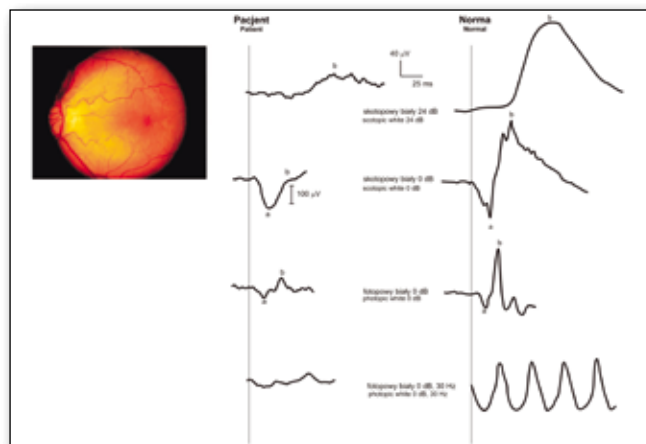 Pacjent
Patient
Norma
Normal
b
40 µV
25 ms
b
skotopowy biały 24 dB
scotopic white 24 dB
b
a
100 µV
skotopowy biały 0 dB
scotopic white 0 dB
b
a
b
a
fotopowy biały 0 dB
photopic white 0 dB
b
a
fotopowy biały 0 dB, 30 Hz
photopic white 0 dB, 30 Hz